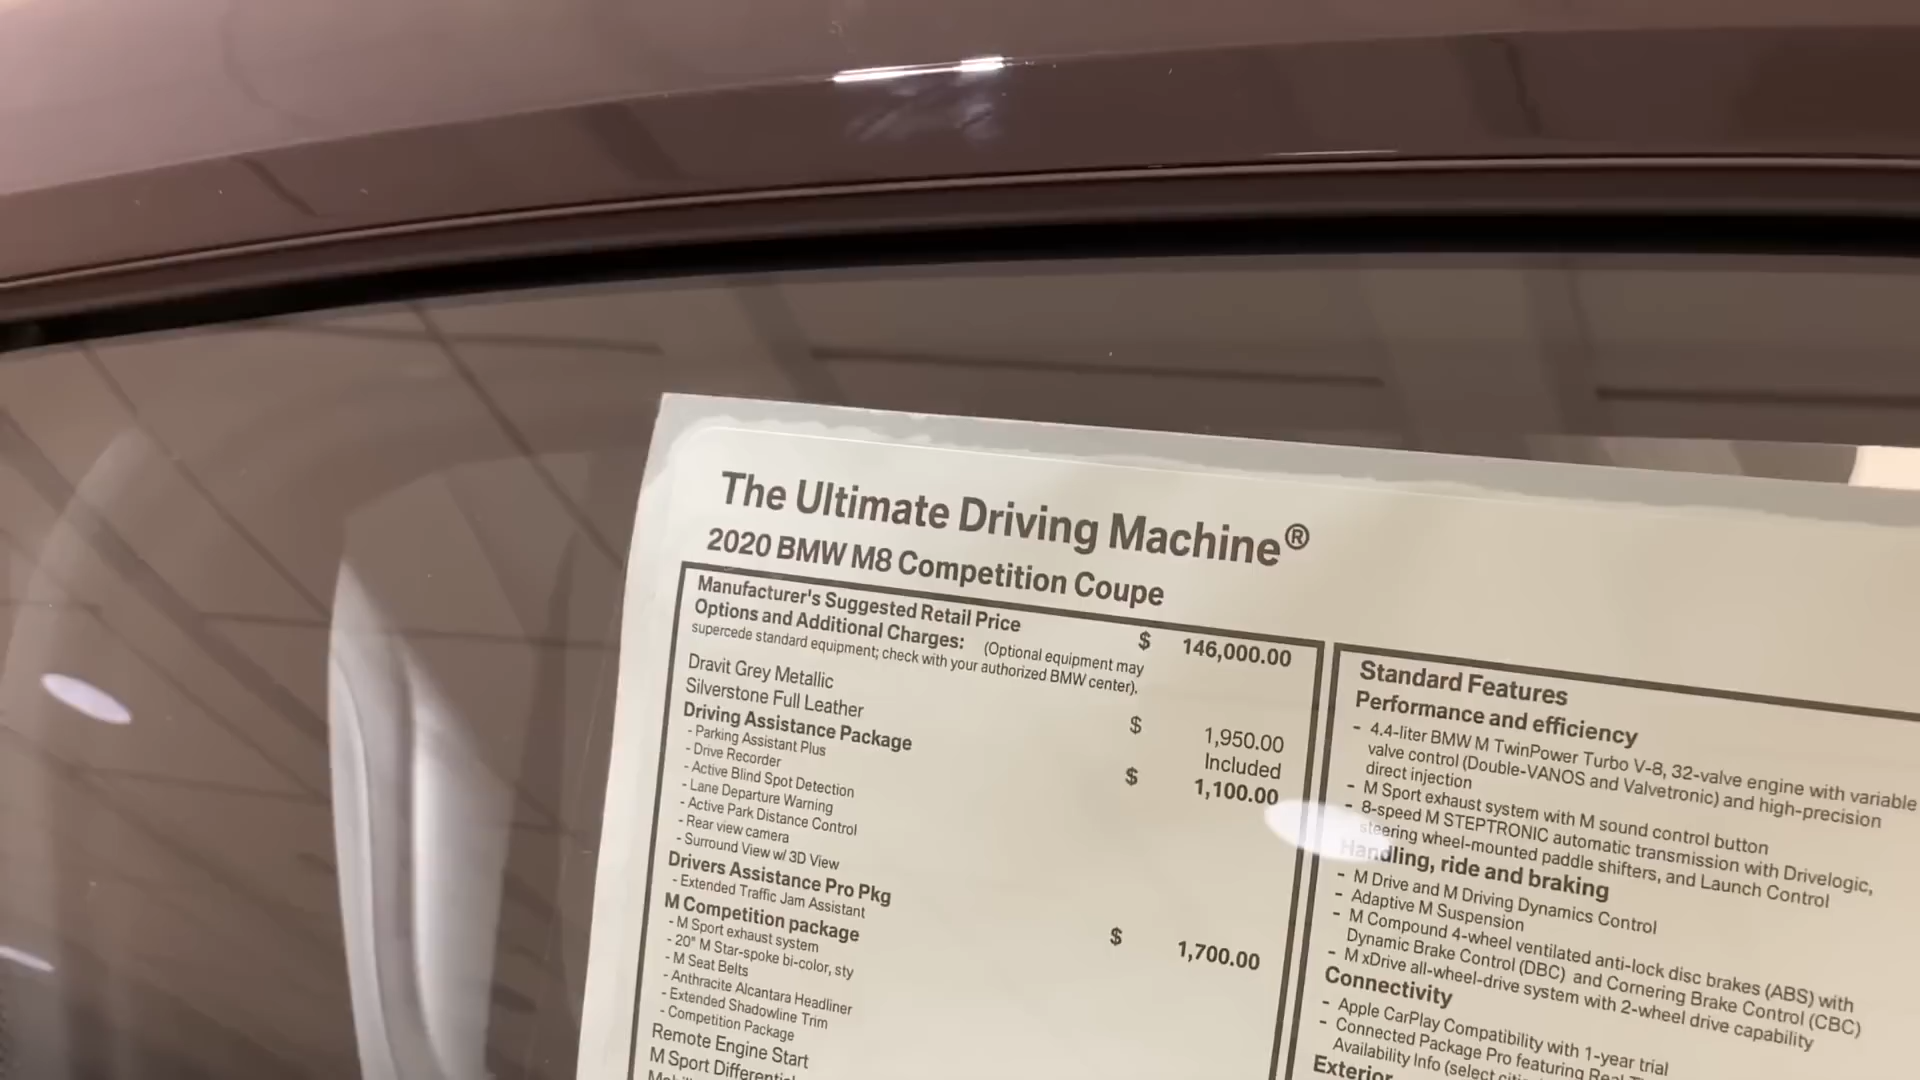 The Ultimate Driving Machine®
2020 BMW M8 Competition Coupe
Manufacturer's Suggested Retail Price $ 146,000.00
Options and Additional Charges: (Optional equipment may
supercede standard equipment; check with your authorized BMW center).
Dravit Grey Metallic $ 1,950.00
Silverstone Full Leather Included
Driving Assistance Package $ 1,100.00
- Parking Assistant Plus
- Drive Recorder
- Active Blind Spot Detection
- Lane Departure Warning
- Active Park Distance Control
- Rear view camera
- Surround View w/ 3D View
Drivers Assistance Pro Pkg $ 1,700.00
- Extended Traffic Jam Assistant
M Competition package
- M Sport exhaust system
- 20" M Star-spoke bi-color, sty
- M Seat Belts
- Anthracite Alcantara Headliner
- Extended Shadowline Trim
- Competition Package
Remote Engine Start
M Sport
Standard Features
Performance and efficiency
- 4.4-liter BMW M TwinPower Turbo V-8, 32-valve engine with variable
valve control (Double-VANOS and Valvetronic) and high-precision
direct injection
- M Sport exhaust system with M sound control button
- 8-speed M STEPTRONIC automatic transmission with Drivelogic,
steering wheel-mounted paddle shifters, and Launch Control
Handling, ride and braking
- M Drive and M Driving Dynamics Control
- Adaptive M Suspension
- M Compound 4-wheel ventilated anti-lock disc brakes (ABS) with
Dynamic Brake Control (DBC) and Cornering Brake Control (CBC)
- M xDrive all-wheel-drive system with 2-wheel drive capability
Connectivity
- Apple CarPlay Compatibility with 1-year trial
- Connected Package Pro featuring
Availability Info (select
Exterior